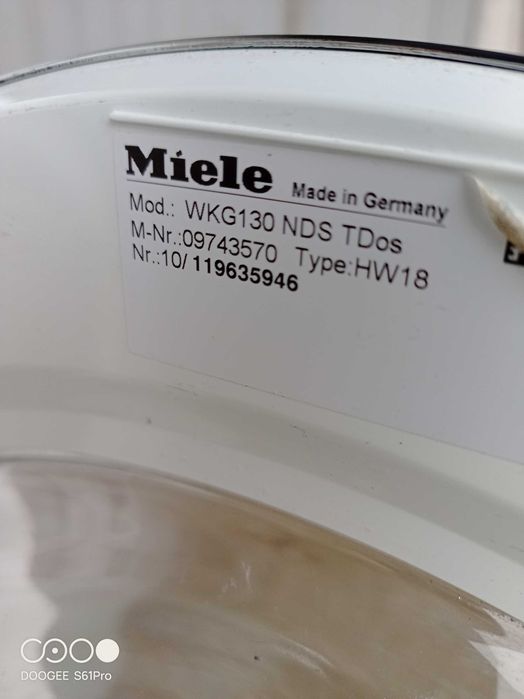 Miele Made in Germany
Mod.: WKG130 NDS TDos
M-Nr.:09743570 Type:HW18
Nr.:10/119635946
DOOGEE S61Pro